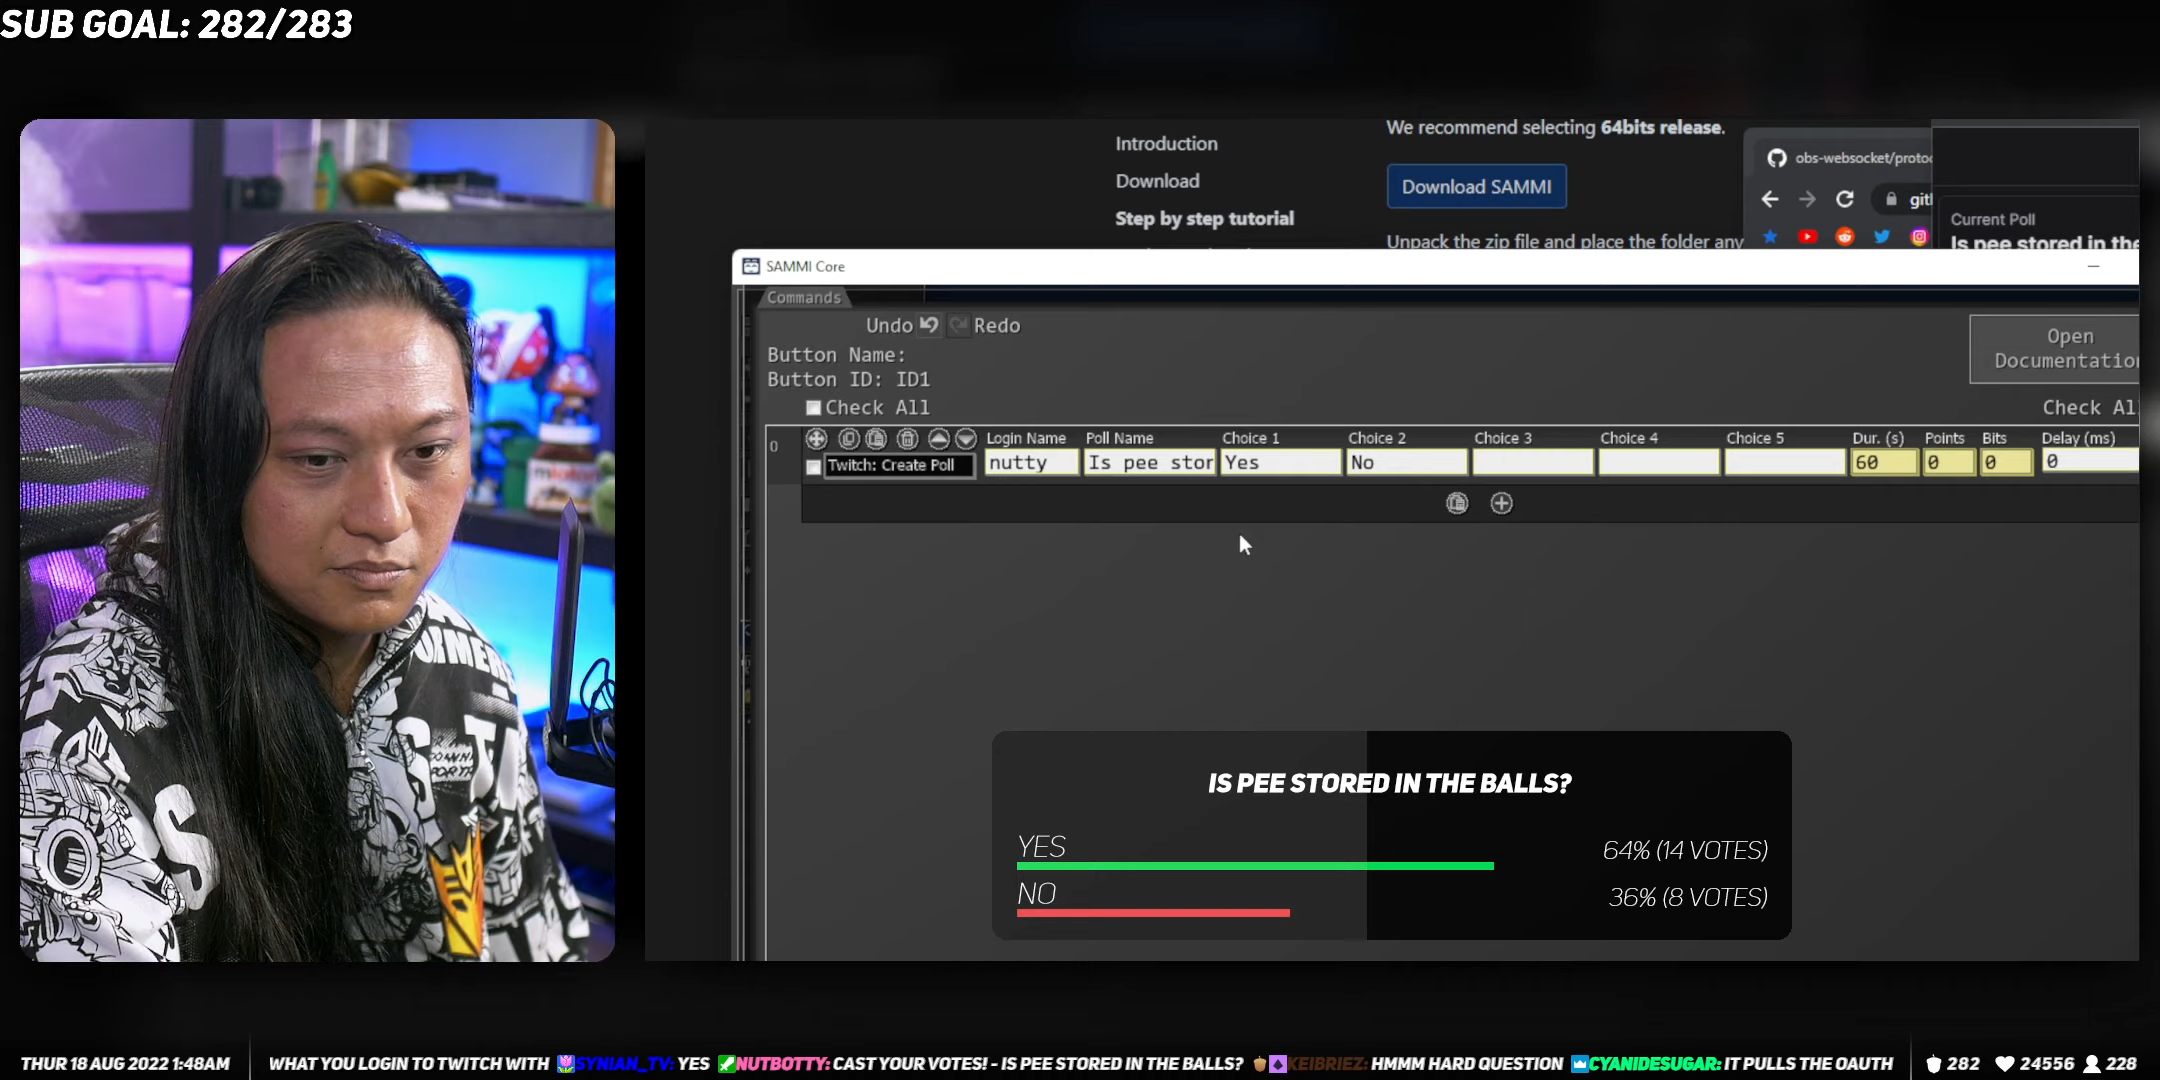 SUB GOAL: 282/283
Introduction
Download
Step by step tutorial
We recommend selecting 64bits release.
Download SAMMI
Unpack the zip file and place the folder any
obs-websocket/protoc
gitl
Current Poll
Is pee stored in the
SAMMI Core
Commands
Undo Redo
Button Name:
Button ID: ID1
Open
Documentation
Check All
Check Al
0
Login Name Poll Name Choice 1 Choice 2 Choice 3 Choice 4 Choice 5 Dur. (s) Points Bits Delay (ms)
Twitch: Create Poll nutty Is pee stor Yes No 60 0 0 0
IS PEE STORED IN THE BALLS?
YES 64% (14 VOTES)
NO 36% (8 VOTES)
THUR 18 AUG 2022 1:48AM WHAT YOU LOGIN TO TWITCH WITH SYNIAN_TV: YES NUTBOTTY: CAST YOUR VOTES! - IS PEE STORED IN THE BALLS? KEIBRIEZ: HMMM HARD QUESTION CYANIDESUGAR: IT PULLS THE OAUTH 282 24556 228